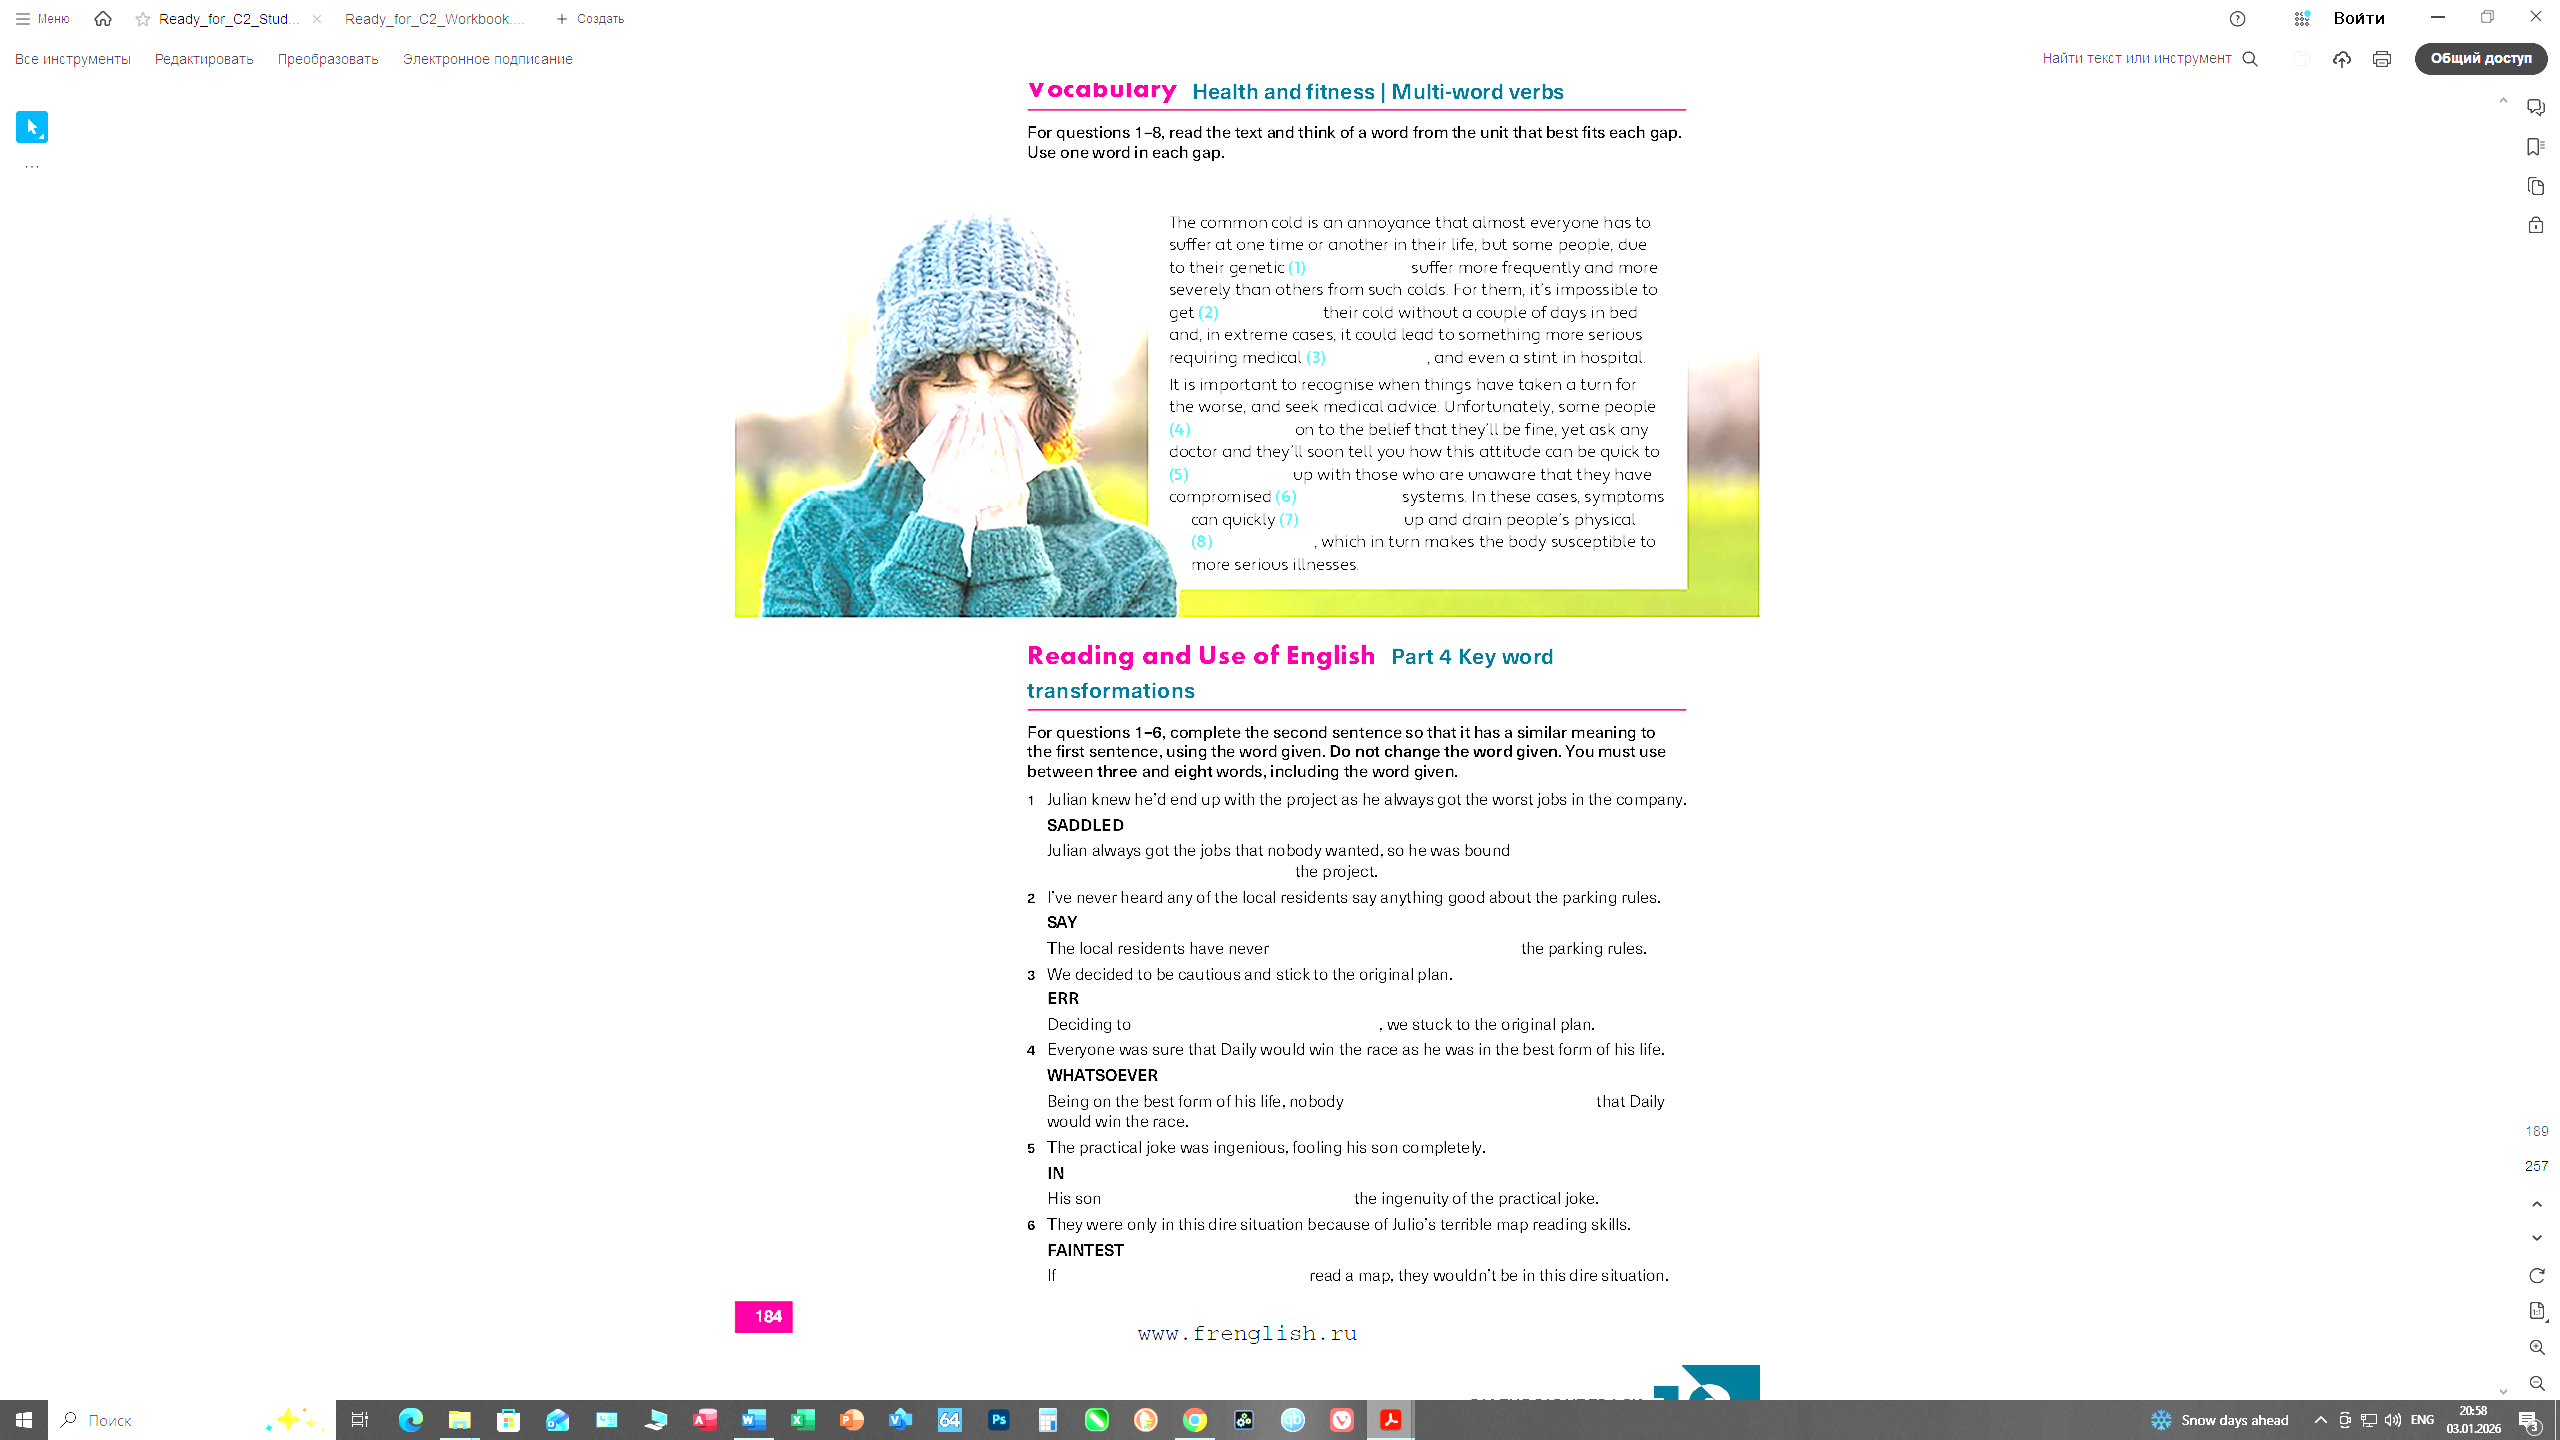 Меню
Ready_for_C2_Stud...
Ready_for_C2_Workbook....
Создать
Войти
Все инструменты
Редактировать
Преобразовать
Электронное подписание
Найти текст или инструмент
Общий доступ
Vocabulary Health and fitness | Multi-word verbs
For questions 1–8, read the text and think of a word from the unit that best fits each gap.
Use one word in each gap.
The common cold is an annoyance that almost everyone has to
suffer at one time or another in their life, but some people, due
to their genetic (1) suffer more frequently and more
severely than others from such colds. For them, it's impossible to
get (2) their cold without a couple of days in bed
and, in extreme cases, it could lead to something more serious
requiring medical (3) , and even a stint in hospital.
It is important to recognise when things have taken a turn for
the worse, and seek medical advice. Unfortunately, some people
(4) on to the belief that they'll be fine, yet ask any
doctor and they'll soon tell you how this attitude can be quick to
(5) up with those who are unaware that they have
compromised (6) systems. In these cases, symptoms
can quickly (7) up and drain people's physical
(8) , which in turn makes the body susceptible to
more serious illnesses.
Reading and Use of English Part 4 Key word
transformations
For questions 1–6, complete the second sentence so that it has a similar meaning to
the first sentence, using the word given. Do not change the word given. You must use
between three and eight words, including the word given.
1 Julian knew he'd end up with the project as he always got the worst jobs in the company.
SADDLED
Julian always got the jobs that nobody wanted, so he was bound
the project.
2 I've never heard any of the local residents say anything good about the parking rules.
SAY
The local residents have never the parking rules.
3 We decided to be cautious and stick to the original plan.
ERR
Deciding to , we stuck to the original plan.
4 Everyone was sure that Daily would win the race as he was in the best form of his life.
WHATSOEVER
Being on the best form of his life, nobody that Daily
would win the race.
5 The practical joke was ingenious, fooling his son completely.
IN
His son the ingenuity of the practical joke.
6 They were only in this dire situation because of Julio's terrible map reading skills.
FAINTEST
If read a map, they wouldn't be in this dire situation.
184
www.frenglish.ru
189
257
Поиск
64
Ps
Snow days ahead
ENG
20:58
03.01.2026
3